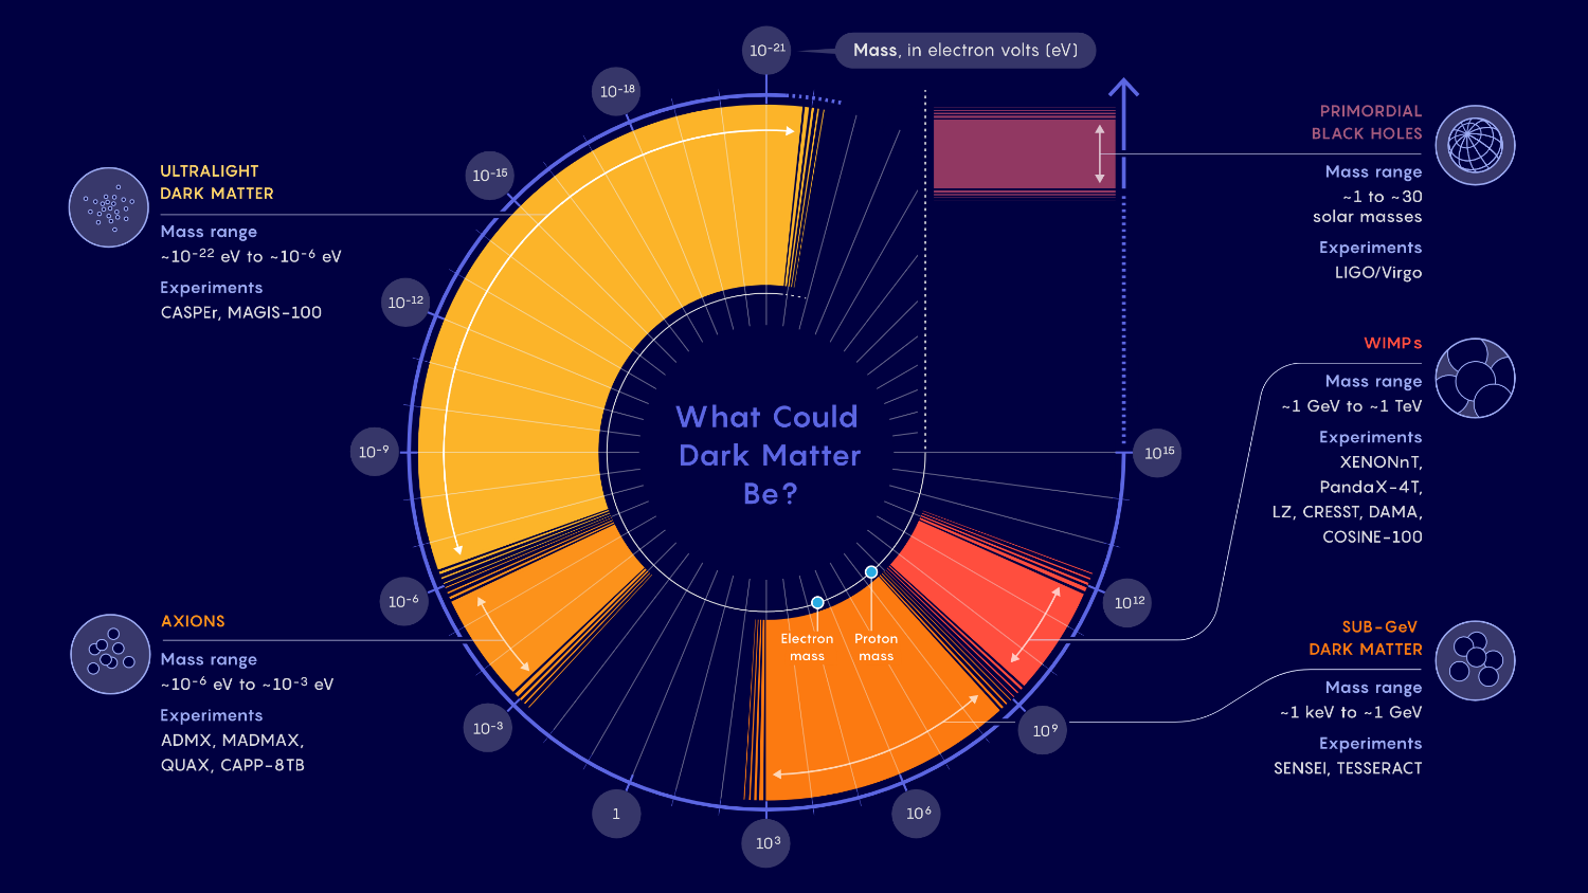 10⁻²¹
Mass, in electron volts (eV)
10⁻¹⁸
10⁻¹⁵
10⁻¹²
10⁻⁹
10⁻⁶
10⁻³
1
10³
10⁶
10⁹
10¹²
10¹⁵
What Could
Dark Matter
Be?
Electron
mass
Proton
mass
ULTRALIGHT
DARK MATTER
Mass range
~10⁻²² eV to ~10⁻⁶ eV
Experiments
CASPEr, MAGIS-100
AXIONS
Mass range
~10⁻⁶ eV to ~10⁻³ eV
Experiments
ADMX, MADMAX,
QUAX, CAPP-8TB
PRIMORDIAL
BLACK HOLES
Mass range
~1 to ~30
solar masses
Experiments
LIGO/Virgo
WIMPs
Mass range
~1 GeV to ~1 TeV
Experiments
XENONnT,
PandaX-4T,
LZ, CRESST, DAMA,
COSINE-100
SUB-GeV
DARK MATTER
Mass range
~1 keV to ~1 GeV
Experiments
SENSEI, TESSERACT